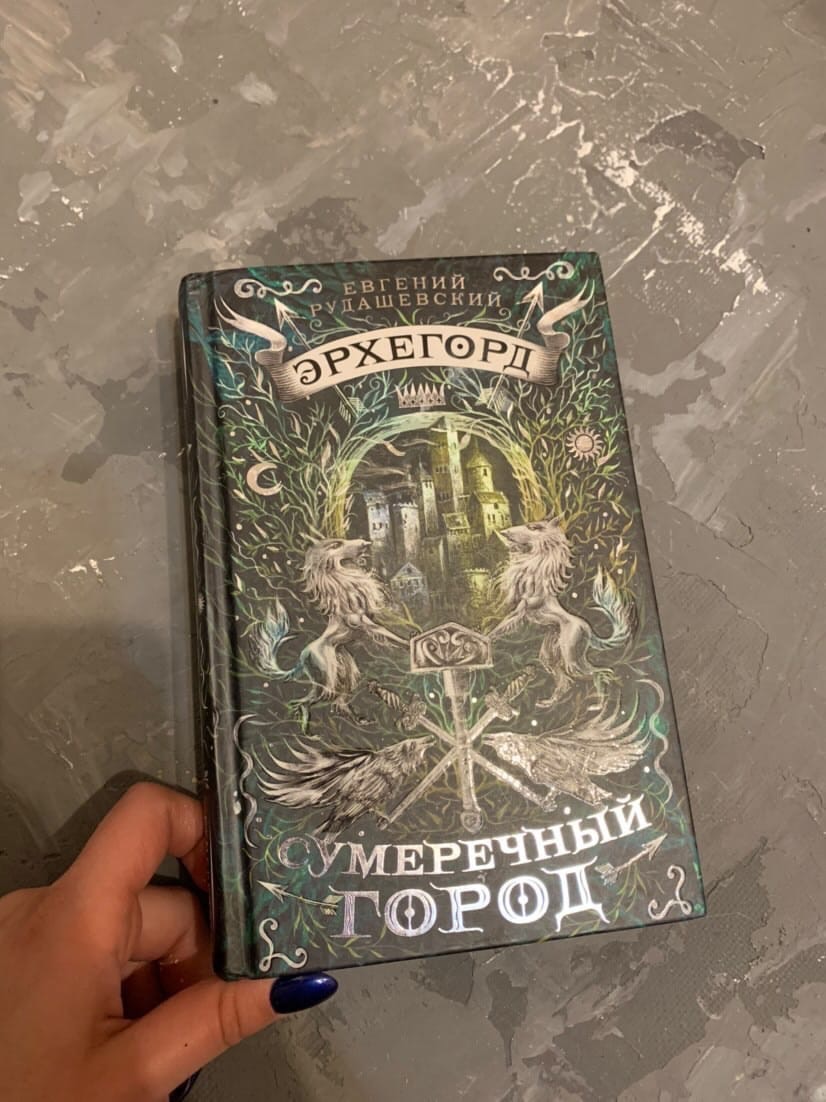 ЕВГЕНИЙ
РУДАШЕВСКИЙ
ЭРХЕГОРД
СУМЕРЕЧНЫЙ
ГОРОД